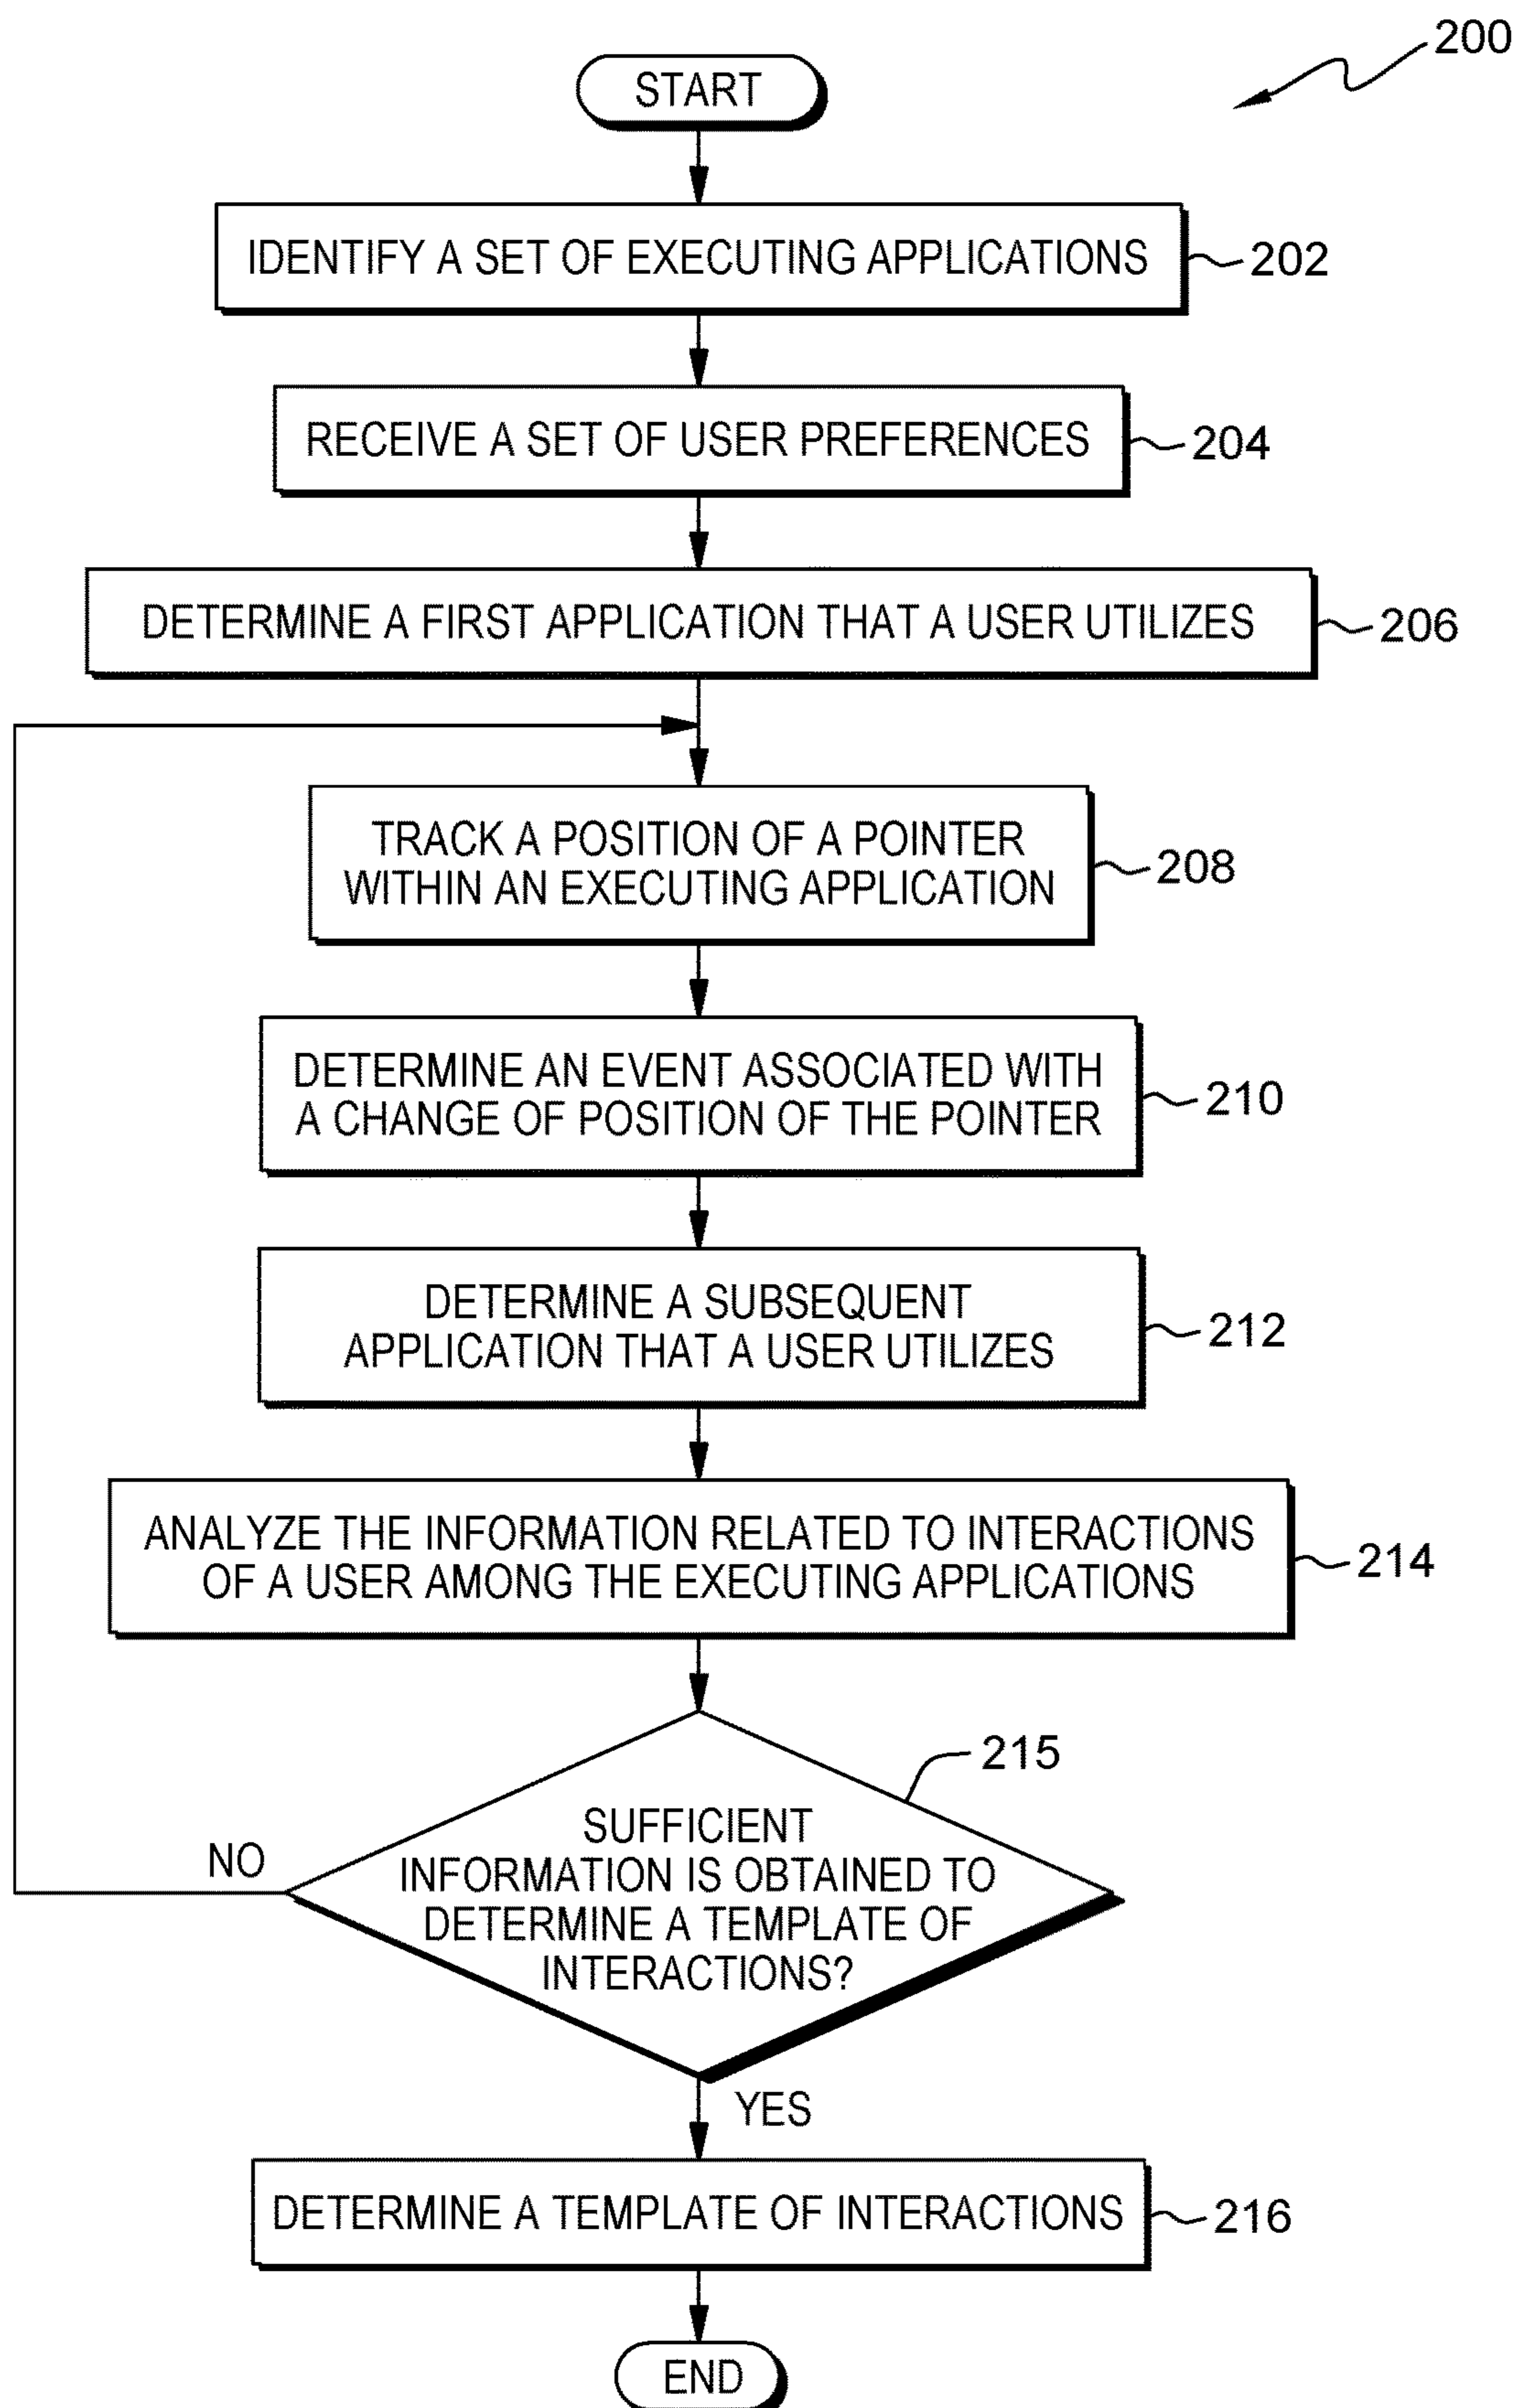 200
START
IDENTIFY A SET OF EXECUTING APPLICATIONS
202
RECEIVE A SET OF USER PREFERENCES
204
DETERMINE A FIRST APPLICATION THAT A USER UTILIZES
206
TRACK A POSITION OF A POINTER
WITHIN AN EXECUTING APPLICATION
208
DETERMINE AN EVENT ASSOCIATED WITH
A CHANGE OF POSITION OF THE POINTER
210
DETERMINE A SUBSEQUENT
APPLICATION THAT A USER UTILIZES
212
ANALYZE THE INFORMATION RELATED TO INTERACTIONS
OF A USER AMONG THE EXECUTING APPLICATIONS
214
215
SUFFICIENT
INFORMATION IS OBTAINED TO
DETERMINE A TEMPLATE OF
INTERACTIONS?
NO
YES
DETERMINE A TEMPLATE OF INTERACTIONS
216
END